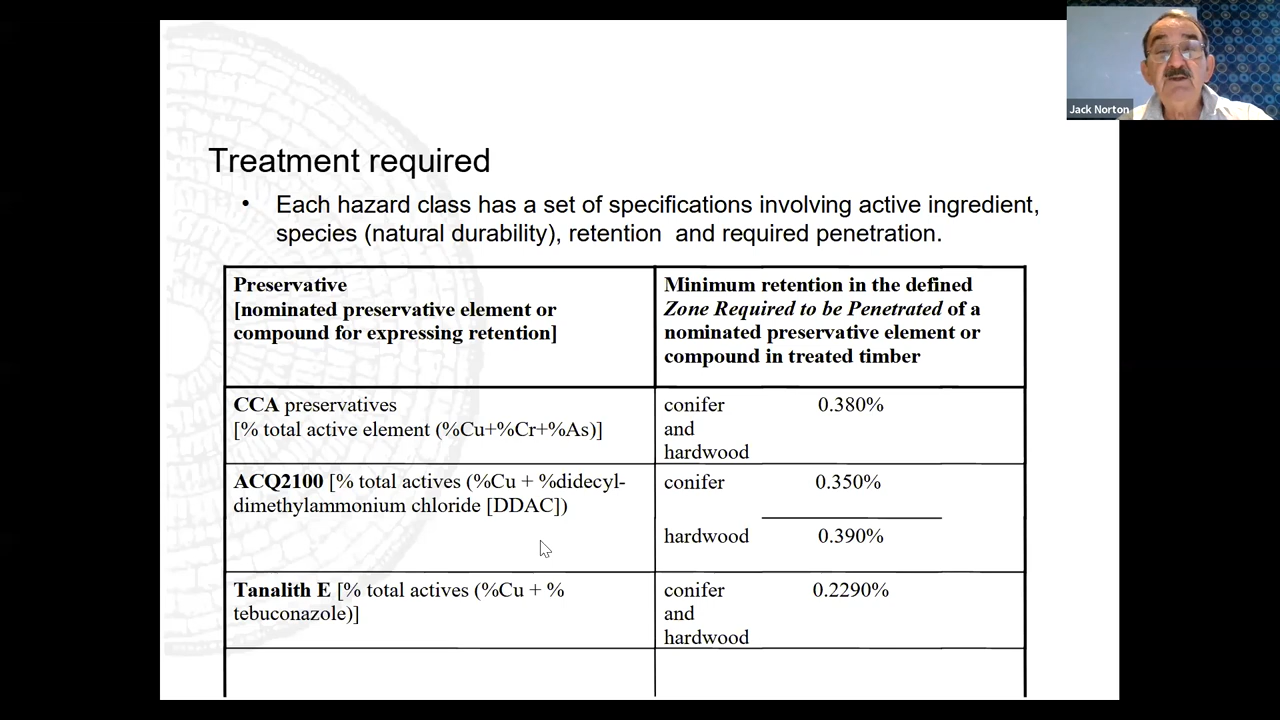 Jack Norton
Treatment required
• Each hazard class has a set of specifications involving active ingredient,
species (natural durability), retention and required penetration.
Preservative
[nominated preservative element or
compound for expressing retention]
Minimum retention in the defined
Zone Required to be Penetrated of a
nominated preservative element or
compound in treated timber
CCA preservatives
[% total active element (%Cu+%Cr+%As)]
conifer 0.380%
and
hardwood
ACQ2100 [% total actives (%Cu + %didecyl-
dimethylammonium chloride [DDAC])
conifer 0.350%
hardwood 0.390%
Tanalith E [% total actives (%Cu + %
tebuconazole)]
conifer 0.2290%
and
hardwood